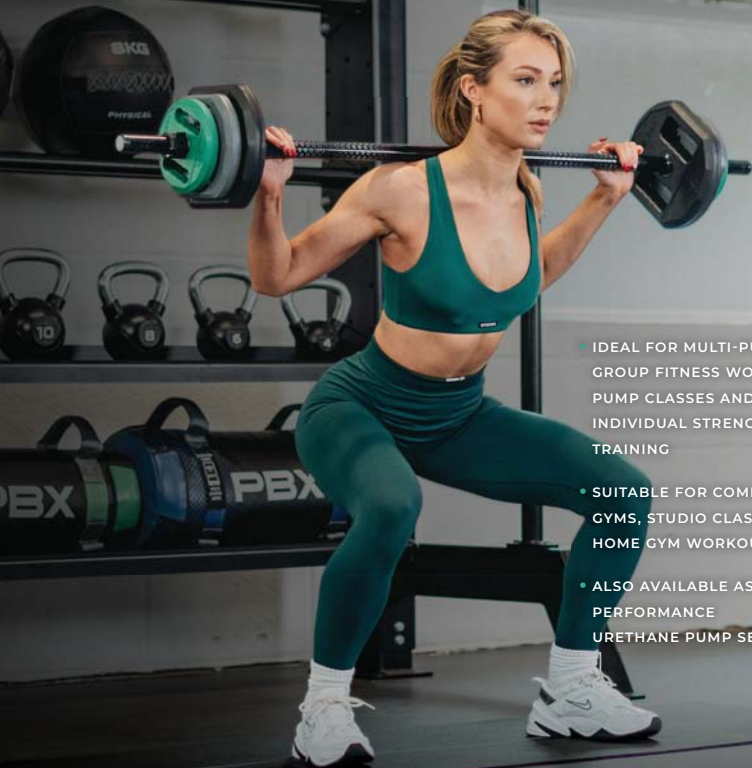 8KG
PHYSICAL
10
8
6
4
PBX
PBX
IDEAL FOR MULTI-PU
GROUP FITNESS WO
PUMP CLASSES AND
INDIVIDUAL STRENG
TRAINING
SUITABLE FOR COM
GYMS, STUDIO CLAS
HOME GYM WORKOU
ALSO AVAILABLE AS
PERFORMANCE
URETHANE PUMP SE